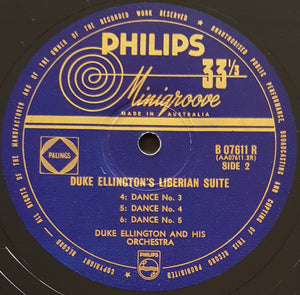 ALL RIGHTS OF THE MANUFACTURER AND OF THE OWNER OF THE RECORDED WORK RESERVED
UNAUTHORISED PUBLIC PERFORMANCE, BROADCASTING AND COPYING OF THIS RECORD PROHIBITED — COPYRIGHT RECORD
PHILIPS
33 1/3
Minigroove
MADE IN AUSTRALIA
PALINGS
B 07611 R
(AA07611.2R)
SIDE 2
DUKE ELLINGTON'S LIBERIAN SUITE
4: DANCE No. 3
5: DANCE No. 4
6: DANCE No. 5
DUKE ELLINGTON AND HIS
ORCHESTRA
PHILIPS